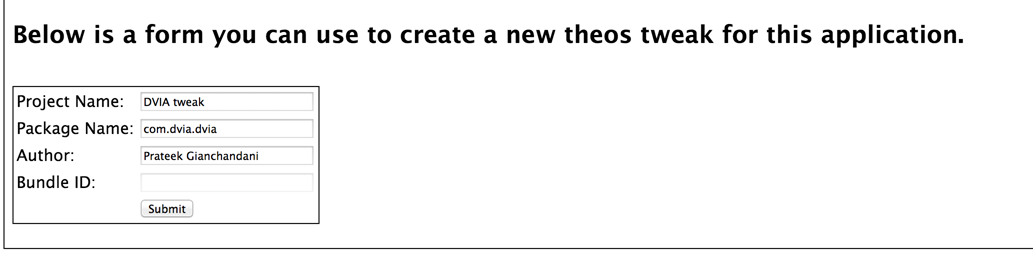 Below is a form you can use to create a new theos tweak for this application.
Project Name: DVIA tweak
Package Name: com.dvia.dvia
Author: Prateek Gianchandani
Bundle ID:
Submit